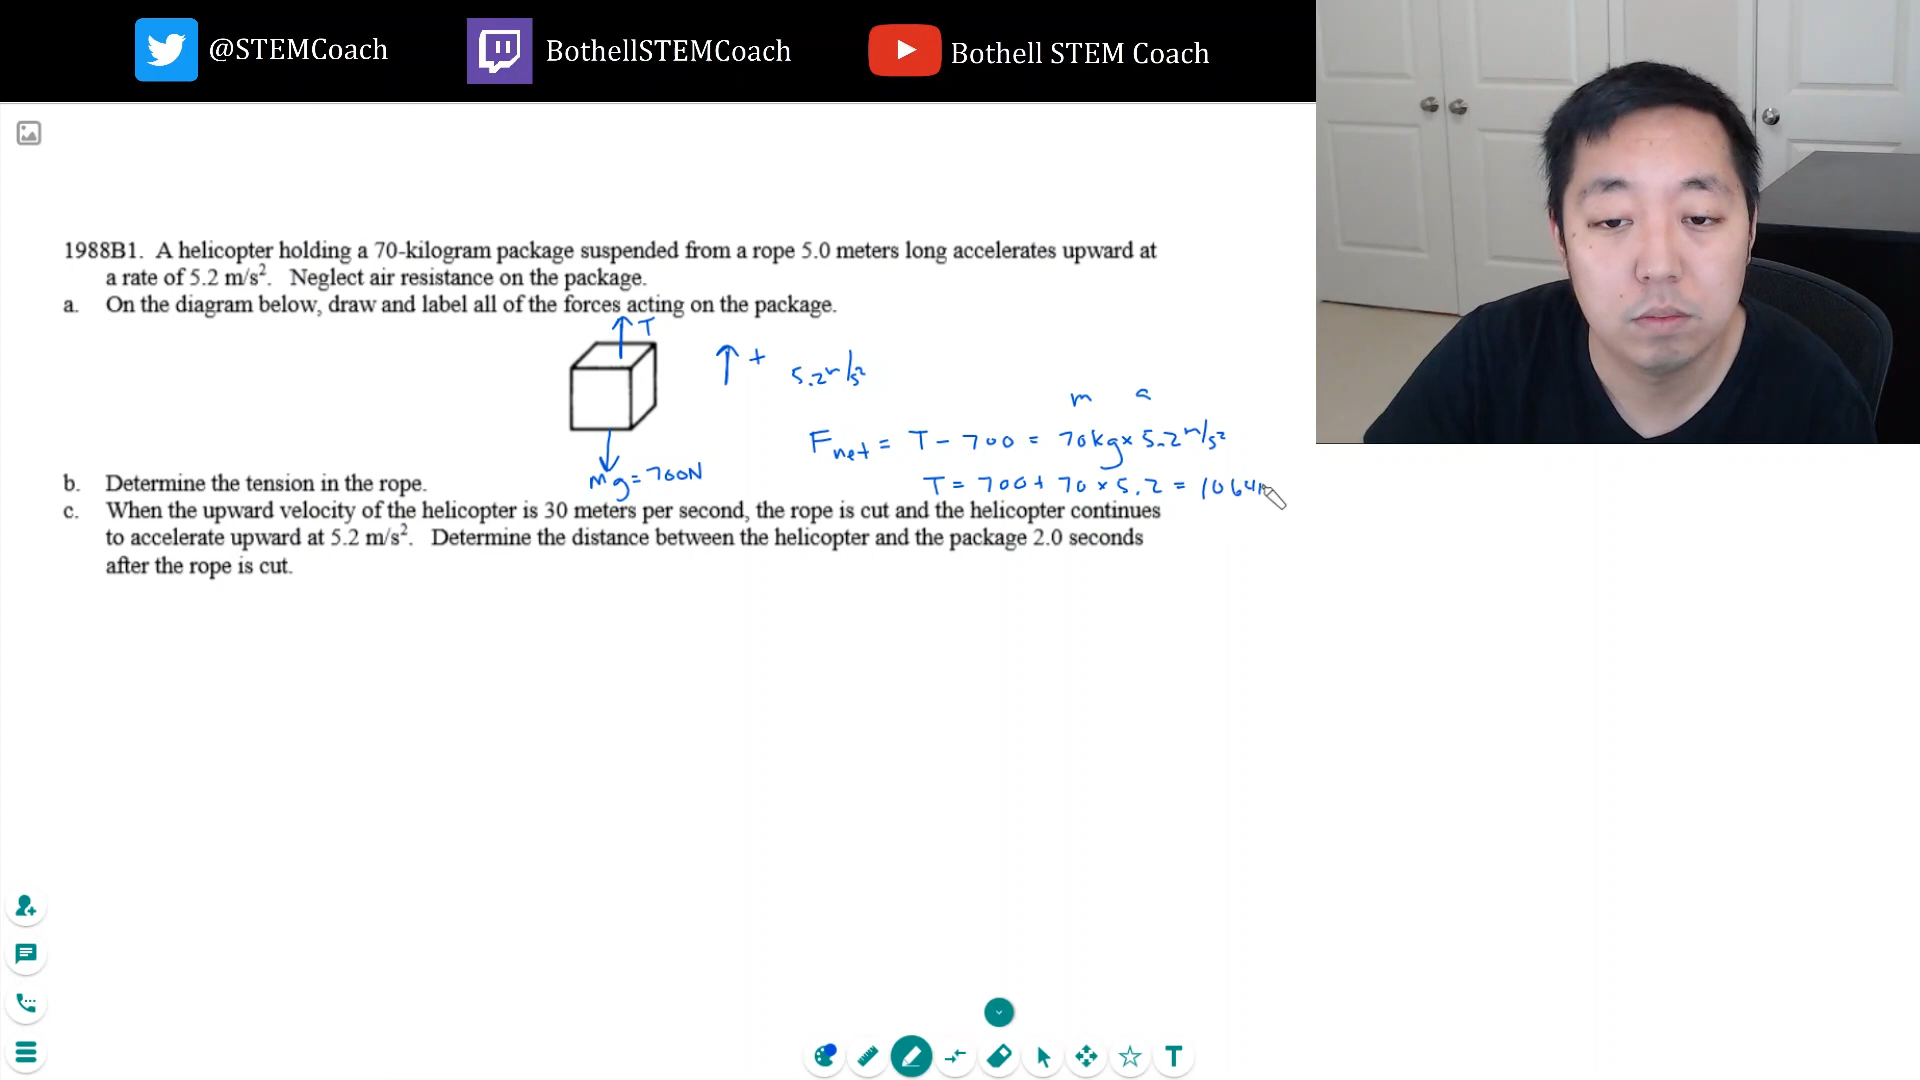 @STEMCoach BothellSTEMCoach Bothell STEM Coach
1988B1. A helicopter holding a 70-kilogram package suspended from a rope 5.0 meters long accelerates upward at
a rate of 5.2 m/s². Neglect air resistance on the package.
a. On the diagram below, draw and label all of the forces acting on the package.
T
+
5.2 m/s²
m a
F net = T - 700 = 70kg × 5.2 m/s²
mg = 700N
b. Determine the tension in the rope.
T = 700 + 70 × 5.2 = 1064
c. When the upward velocity of the helicopter is 30 meters per second, the rope is cut and the helicopter continues
to accelerate upward at 5.2 m/s². Determine the distance between the helicopter and the package 2.0 seconds
after the rope is cut.
T